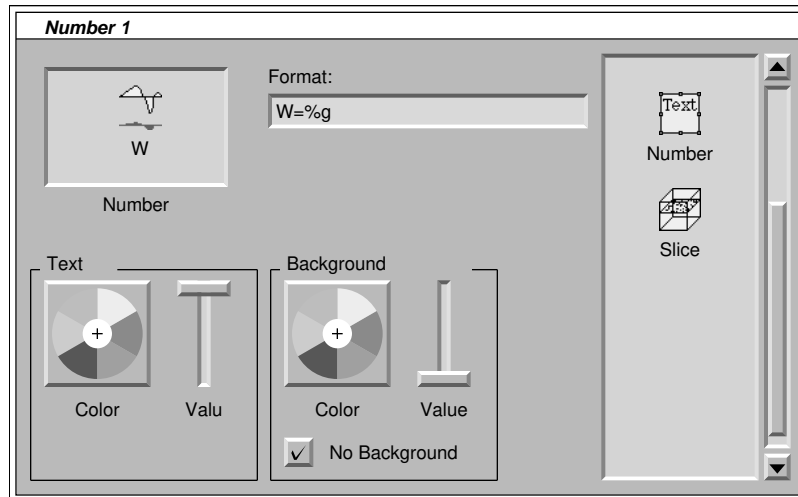 Number 1
Format:
W=%g
W
Number
Text
Number
Slice
Text
Color
Valu
Background
Color
Value
No Background